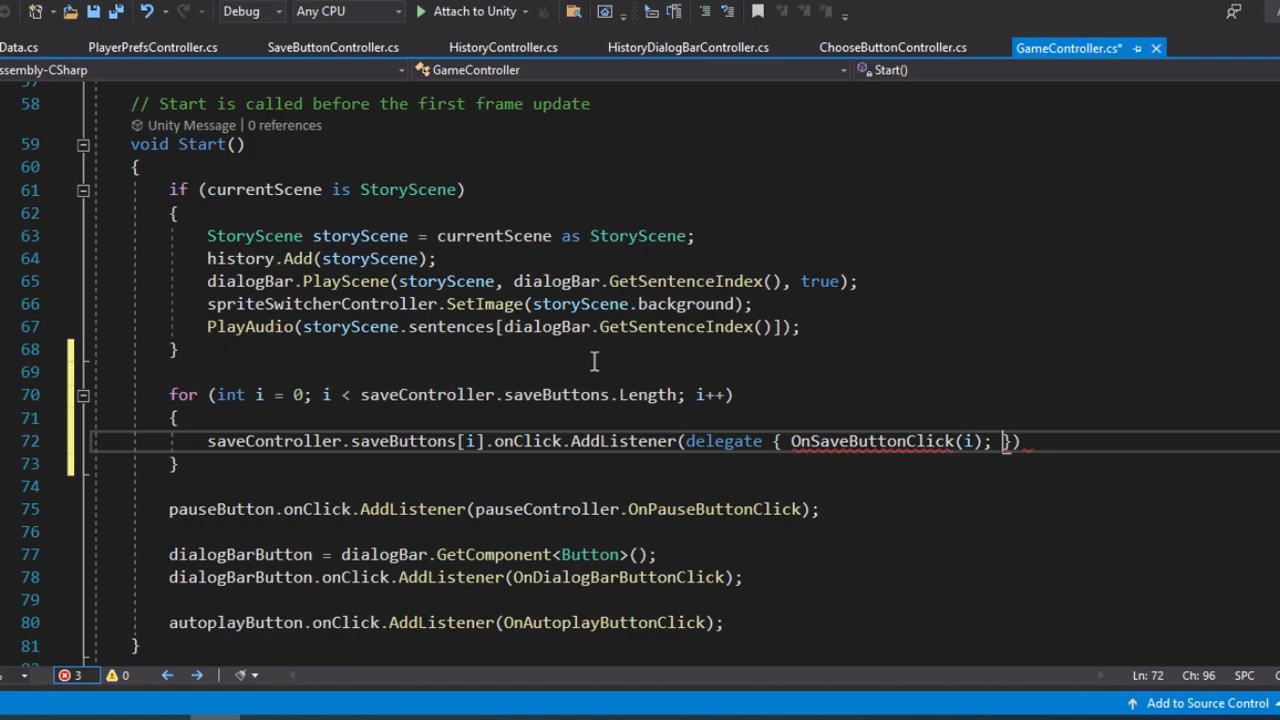 Debug Any CPU Attach to Unity
Data.cs PlayerPrefsController.cs SaveButtonController.cs HistoryController.cs HistoryDialogBarController.cs ChooseButtonController.cs GameController.cs*
ssembly-CSharp GameController Start()
58 // Start is called before the first frame update
Unity Message | 0 references
59 void Start()
60 {
61 if (currentScene is StoryScene)
62 {
63 StoryScene storyScene = currentScene as StoryScene;
64 history.Add(storyScene);
65 dialogBar.PlayScene(storyScene, dialogBar.GetSentenceIndex(), true);
66 spriteSwitcherController.SetImage(storyScene.background);
67 PlayAudio(storyScene.sentences[dialogBar.GetSentenceIndex()]);
68 }
69
70 for (int i = 0; i < saveController.saveButtons.Length; i++)
71 {
72 saveController.saveButtons[i].onClick.AddListener(delegate { OnSaveButtonClick(i); })
73 }
74
75 pauseButton.onClick.AddListener(pauseController.OnPauseButtonClick);
76
77 dialogBarButton = dialogBar.GetComponent<Button>();
78 dialogBarButton.onClick.AddListener(OnDialogBarButtonClick);
79
80 autoplayButton.onClick.AddListener(OnAutoplayButtonClick);
81 }
% 3 0 Ln: 72 Ch: 96 SPC
Add to Source Control